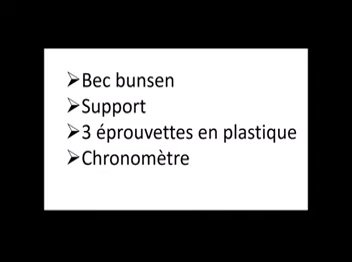 ➢Bec bunsen
➢Support
➢3 éprouvettes en plastique
➢Chronomètre